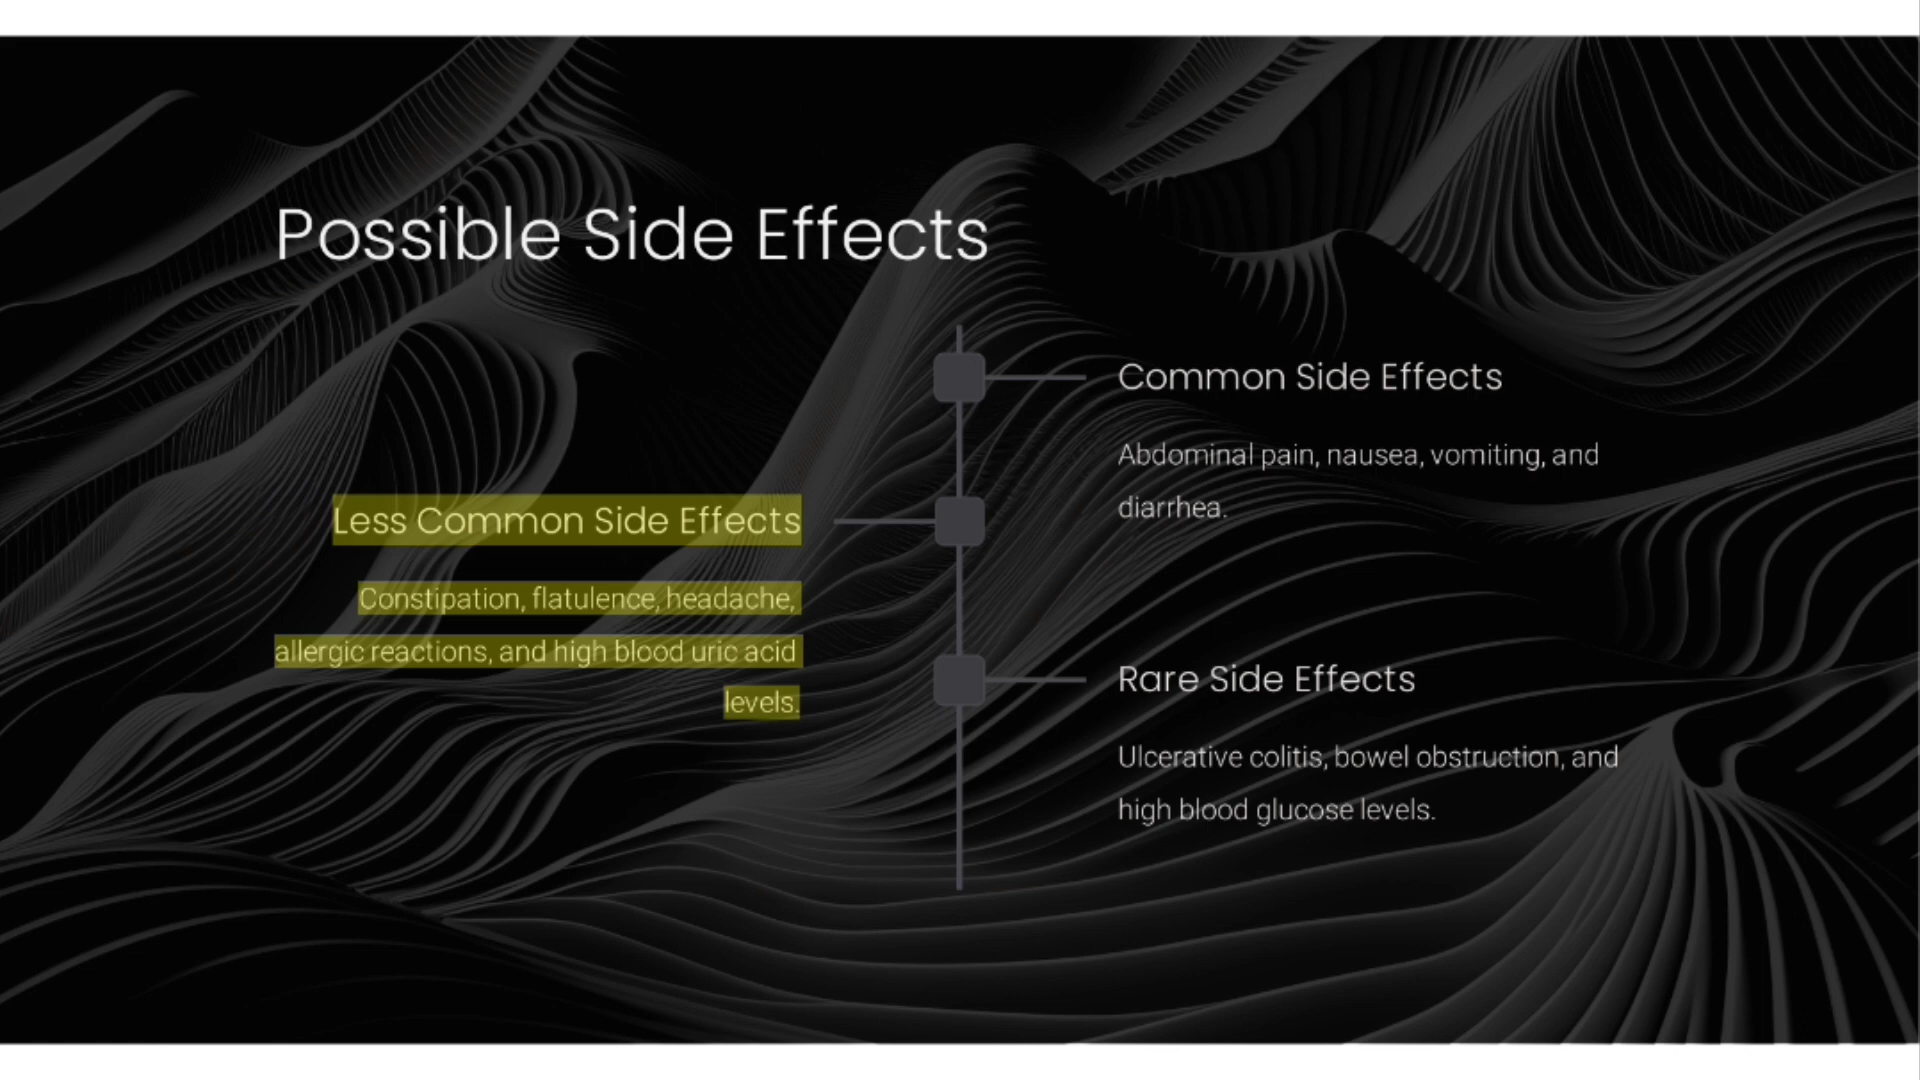 Possible Side Effects
Common Side Effects
Abdominal pain, nausea, vomiting, and
diarrhea.
Less Common Side Effects
Constipation, flatulence, headache,
allergic reactions, and high blood uric acid
levels.
Rare Side Effects
Ulcerative colitis, bowel obstruction, and
high blood glucose levels.